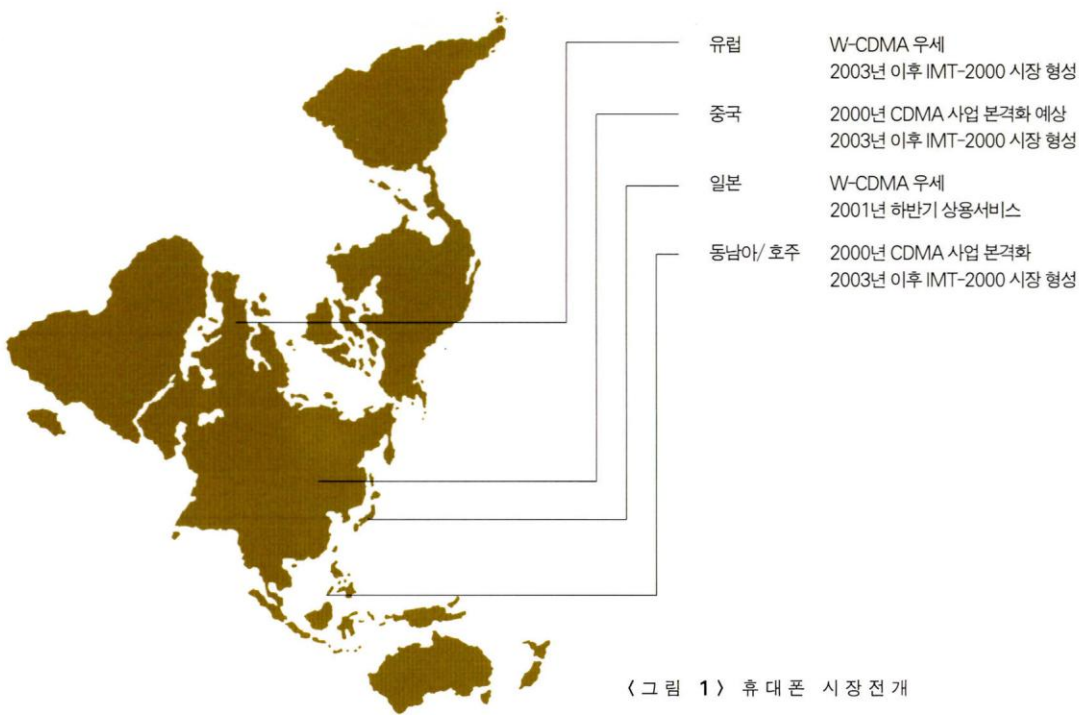 유럽 W-CDMA 우세
2003년 이후 IMT-2000 시장 형성
중국 2000년 CDMA 사업 본격화 예상
2003년 이후 IMT-2000 시장 형성
일본 W-CDMA 우세
2001년 하반기 상용서비스
동남아/호주 2000년 CDMA 사업 본격화
2003년 이후 IMT-2000 시장 형성
〈그림 1〉 휴대폰 시장전개